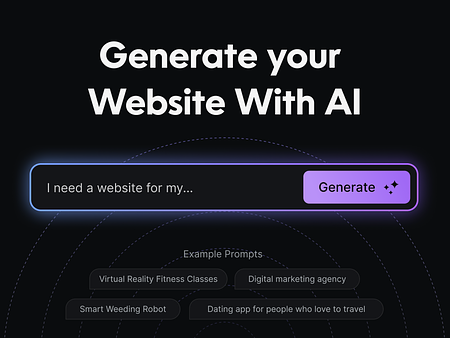 Generate your
Website With AI
I need a website for my...
Generate
Example Prompts
Virtual Reality Fitness Classes
Digital marketing agency
Smart Weeding Robot
Dating app for people who love to travel